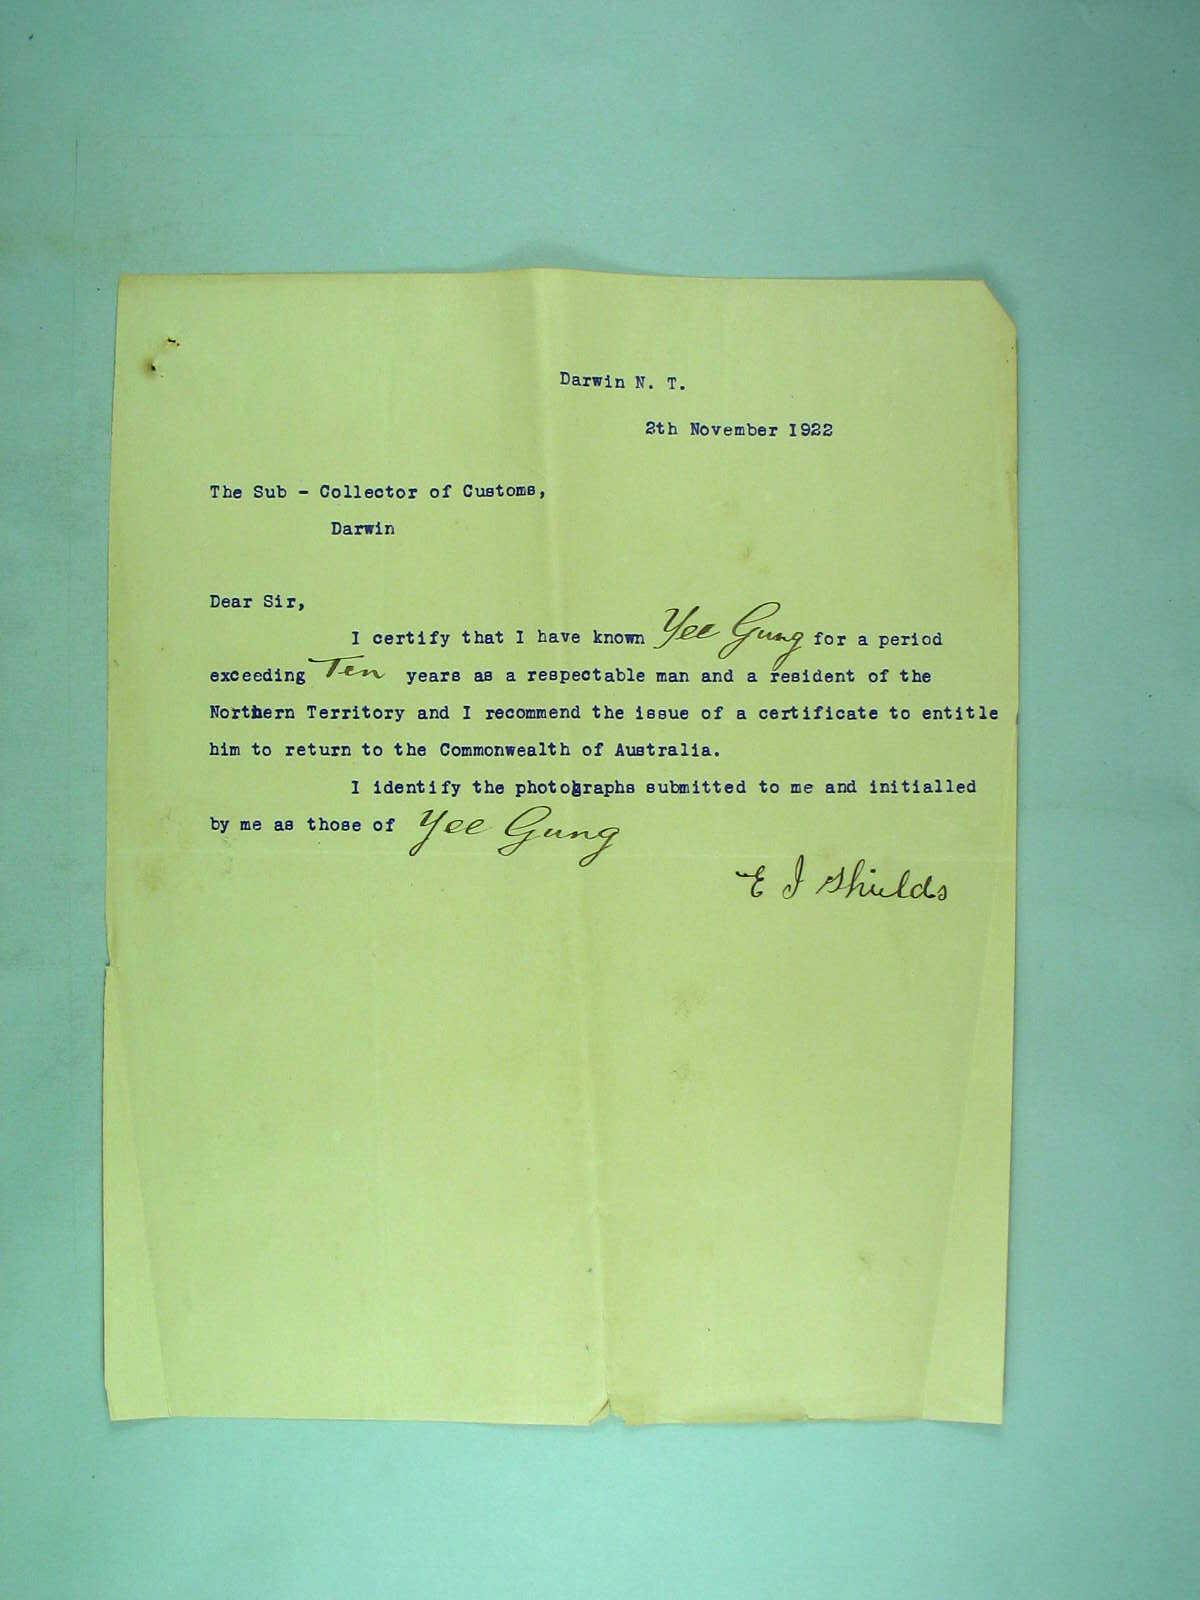 Darwin N. T.
2th November 1922
The Sub - Collector of Customs,
Darwin
Dear Sir,
I certify that I have known Yee Gung for a period
exceeding Ten years as a respectable man and a resident of the
Northern Territory and I recommend the issue of a certificate to entitle
him to return to the Commonwealth of Australia.
I identify the photographs submitted to me and initialled
by me as those of Yee Gung
E J Shields